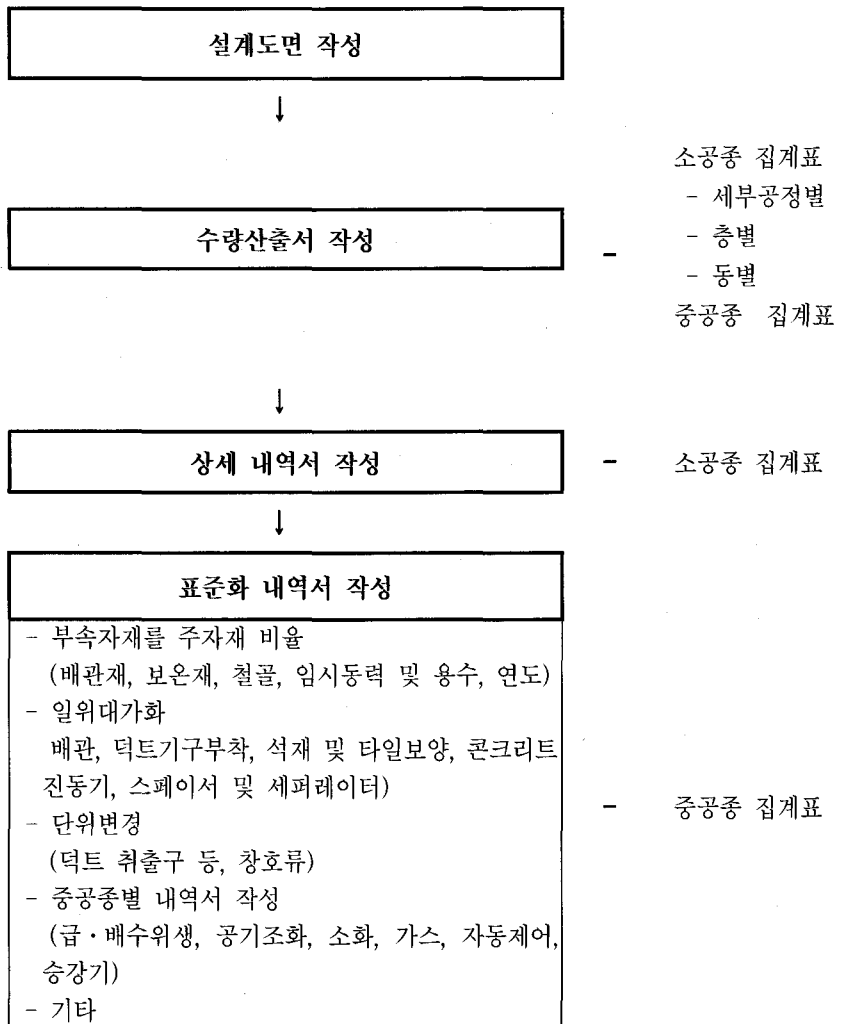 설계도면 작성
↓
수량산출서 작성
–
소공종 집계표
- 세부공정별
- 층별
- 동별
중공종 집계표
↓
상세 내역서 작성
– 소공종 집계표
↓
표준화 내역서 작성
- 부속자재를 주자재 비율
(배관재, 보온재, 철골, 임시동력 및 용수, 연도)
- 일위대가화
배관, 덕트기구부착, 석재 및 타일보양, 콘크리트
진동기, 스페이서 및 세퍼레이터)
- 단위변경
(덕트 취출구 등, 창호류)
- 중공종별 내역서 작성
(급・배수위생, 공기조화, 소화, 가스, 자동제어,
승강기)
- 기타
– 중공종 집계표